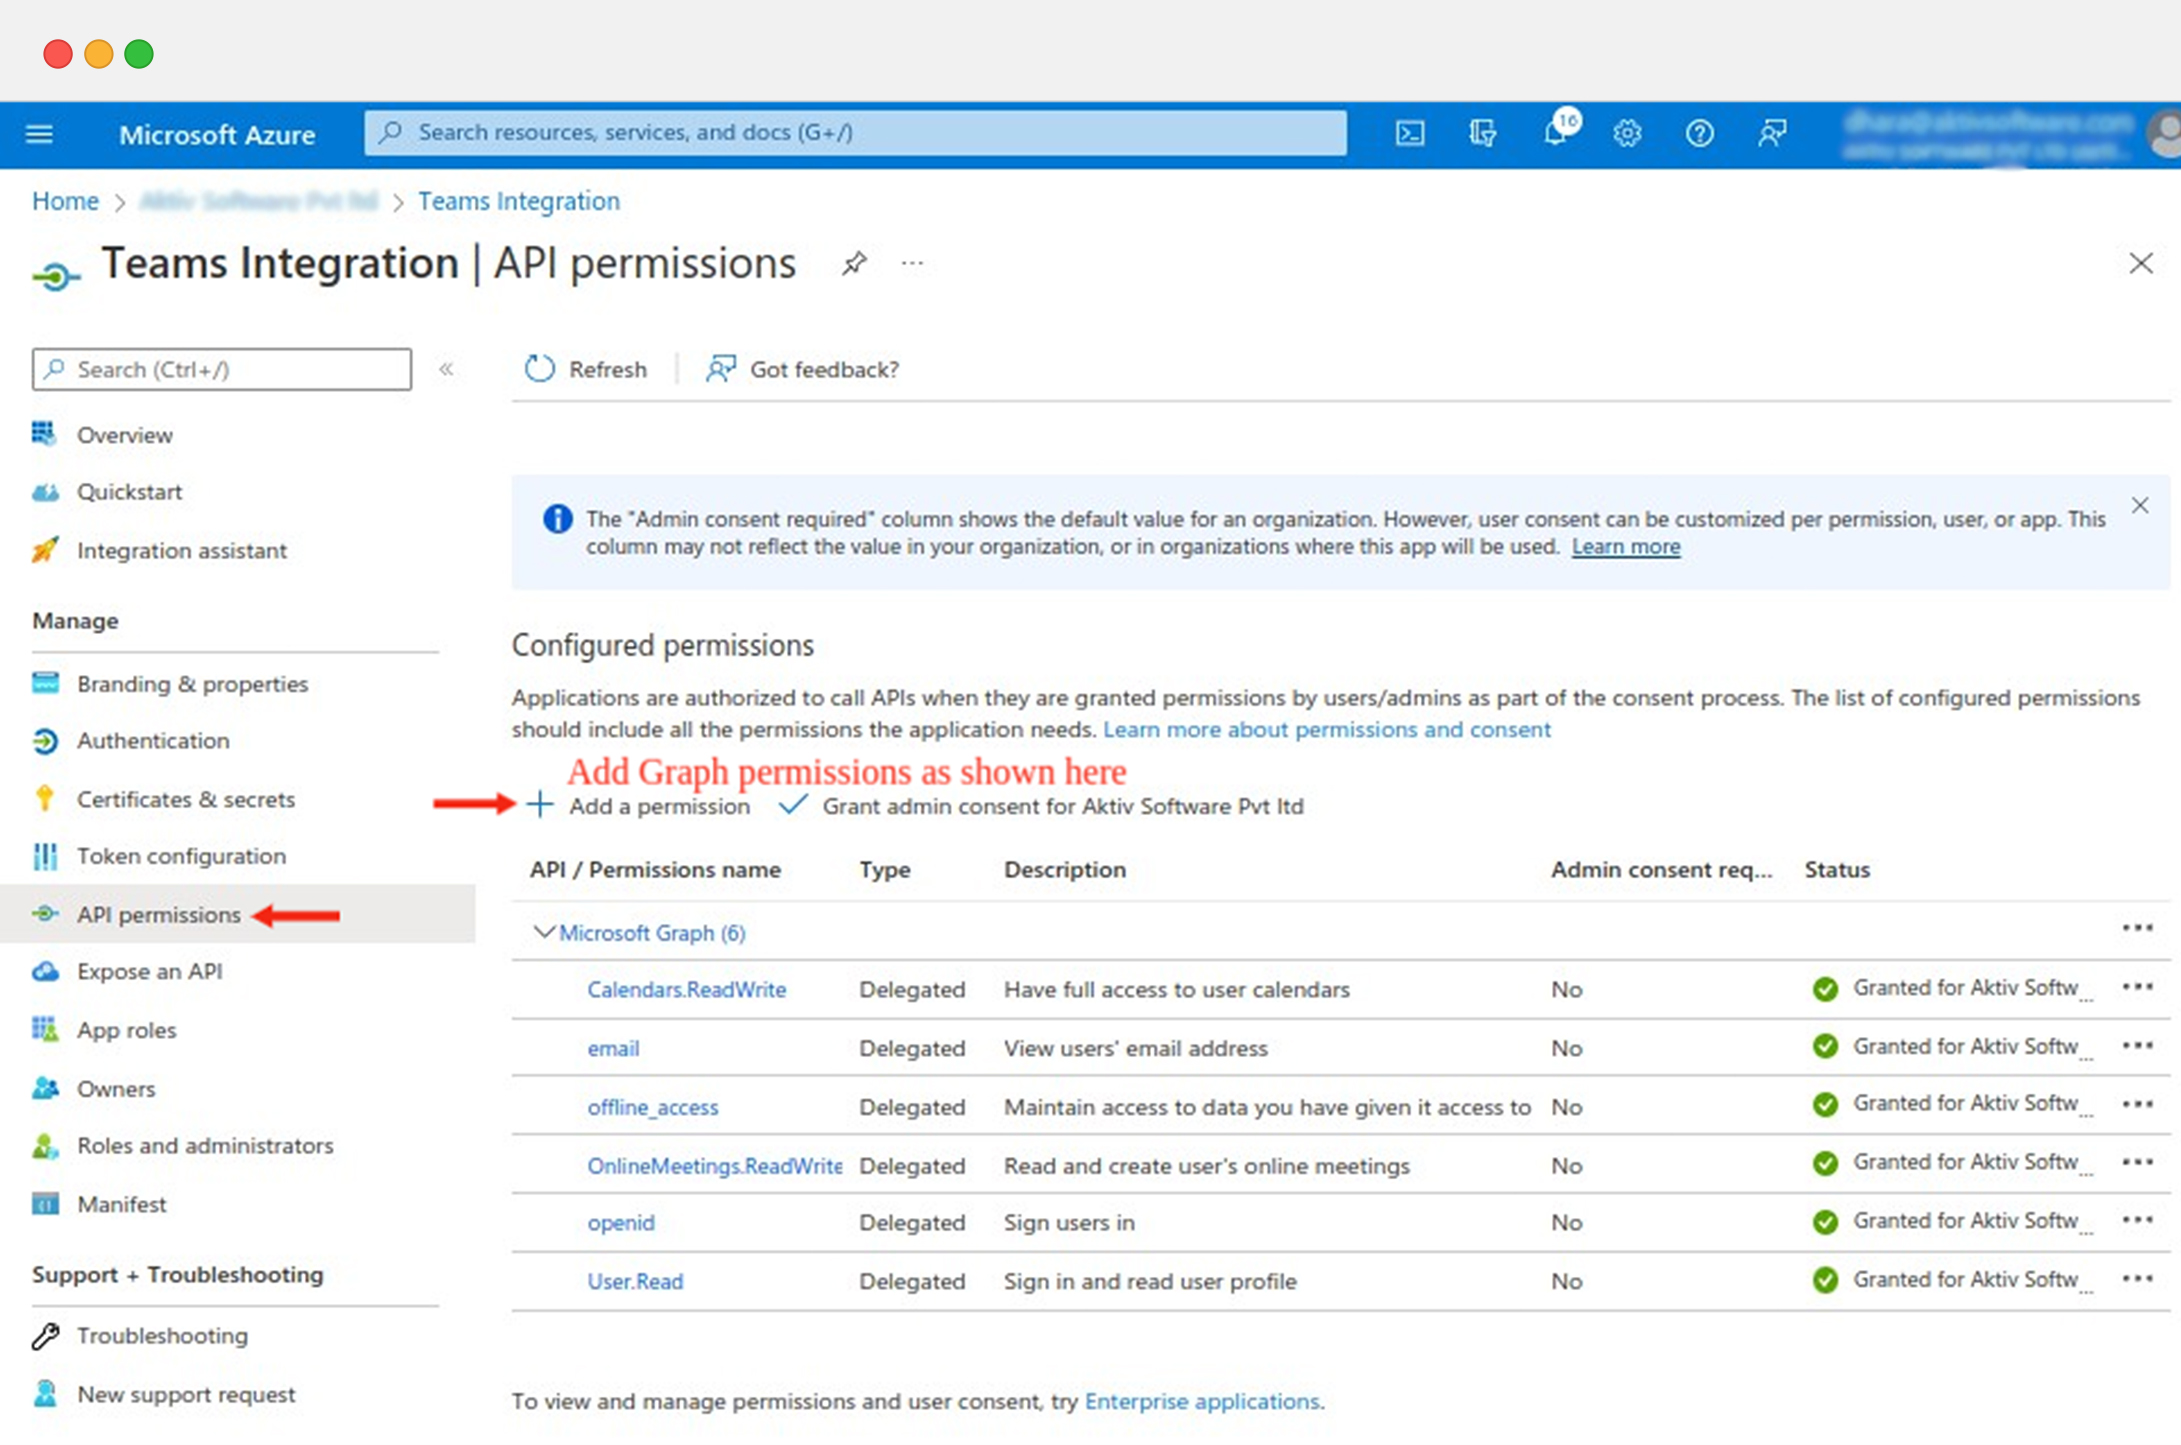 Microsoft Azure
Search resources, services, and docs (G+/)
16
Home > Teams Integration
Teams Integration | API permissions
Search (Ctrl+/)
«
Refresh
Got feedback?
Overview
Quickstart
Integration assistant
Manage
Branding & properties
Authentication
Certificates & secrets
Token configuration
API permissions
Expose an API
App roles
Owners
Roles and administrators
Manifest
Support + Troubleshooting
Troubleshooting
New support request
The "Admin consent required" column shows the default value for an organization. However, user consent can be customized per permission, user, or app. This
column may not reflect the value in your organization, or in organizations where this app will be used. Learn more
Configured permissions
Applications are authorized to call APIs when they are granted permissions by users/admins as part of the consent process. The list of configured permissions
should include all the permissions the application needs. Learn more about permissions and consent
Add Graph permissions as shown here
Add a permission Grant admin consent for Aktiv Software Pvt ltd
API / Permissions name Type Description Admin consent req... Status
Microsoft Graph (6)
Calendars.ReadWrite Delegated Have full access to user calendars No Granted for Aktiv Softw...
email Delegated View users' email address No Granted for Aktiv Softw...
offline_access Delegated Maintain access to data you have given it access to No Granted for Aktiv Softw...
OnlineMeetings.ReadWrite Delegated Read and create user's online meetings No Granted for Aktiv Softw...
openid Delegated Sign users in No Granted for Aktiv Softw...
User.Read Delegated Sign in and read user profile No Granted for Aktiv Softw...
To view and manage permissions and user consent, try Enterprise applications.